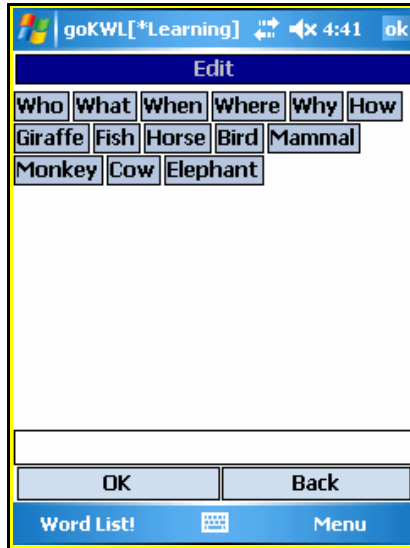 goKWL[*Learning] 4:41 ok
Edit
Who What When Where Why How
Giraffe Fish Horse Bird Mammal
Monkey Cow Elephant
OK Back
Word List! Menu